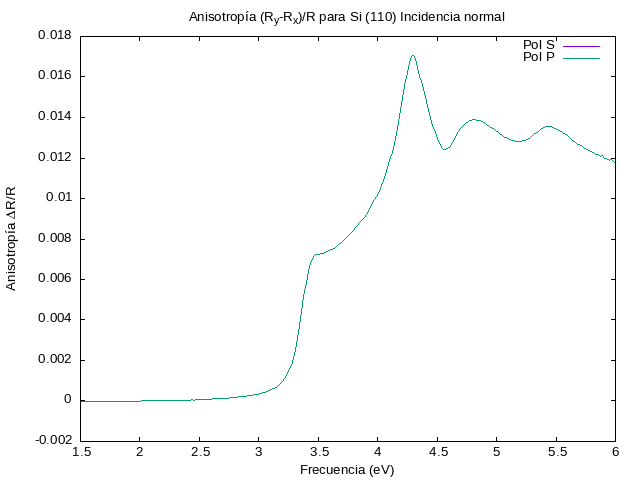 Anisotropía (Ry-Rx)/R para Si (110) Incidencia normal
0.018
Pol S
Pol P
0.016
0.014
0.012
0.01
0.008
0.006
0.004
0.002
0
-0.002
Anisotropía ΔR/R
1.5 2 2.5 3 3.5 4 4.5 5 5.5 6
Frecuencia (eV)